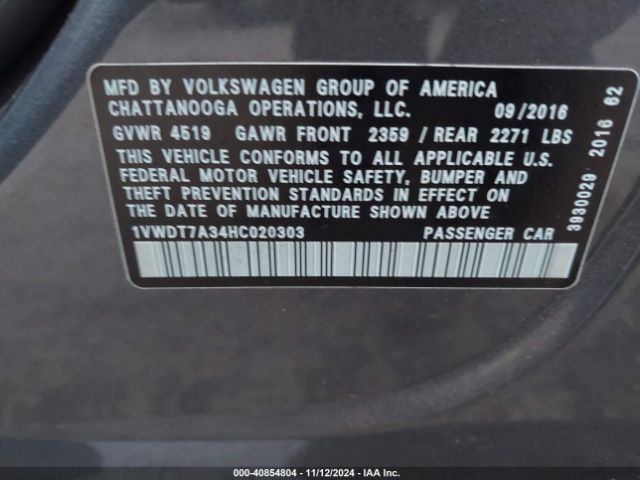 MFD BY VOLKSWAGEN GROUP OF AMERICA
CHATTANOOGA OPERATIONS, LLC. 09/2016
GVWR 4519 GAWR FRONT 2359 / REAR 2271 LBS
THIS VEHICLE CONFORMS TO ALL APPLICABLE U.S.
FEDERAL MOTOR VEHICLE SAFETY, BUMPER AND
THEFT PREVENTION STANDARDS IN EFFECT ON
THE DATE OF MANUFACTURE SHOWN ABOVE
1VWDT7A34HC020303 PASSENGER CAR
3930029 2016 62
000-40854804 - 11/12/2024 - IAA Inc.